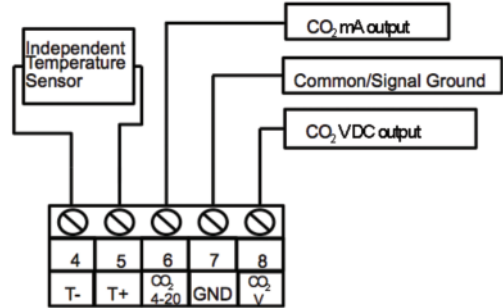 Independent
Temperature
Sensor
CO2 mA output
Common/Signal Ground
CO2 VDC output
4 5 6 7 8
T- T+ CO2 4-20 GND CO2 V